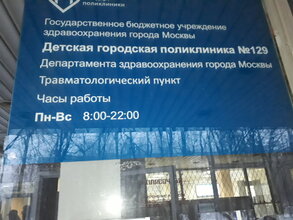 поликлиники
Государственное бюджетное учреждение
здравоохранения города Москвы
Детская городская поликлиника №129
Департамента здравоохранения города Москвы
Травматологический пункт
Часы работы
Пн-Вс 8:00-22:00